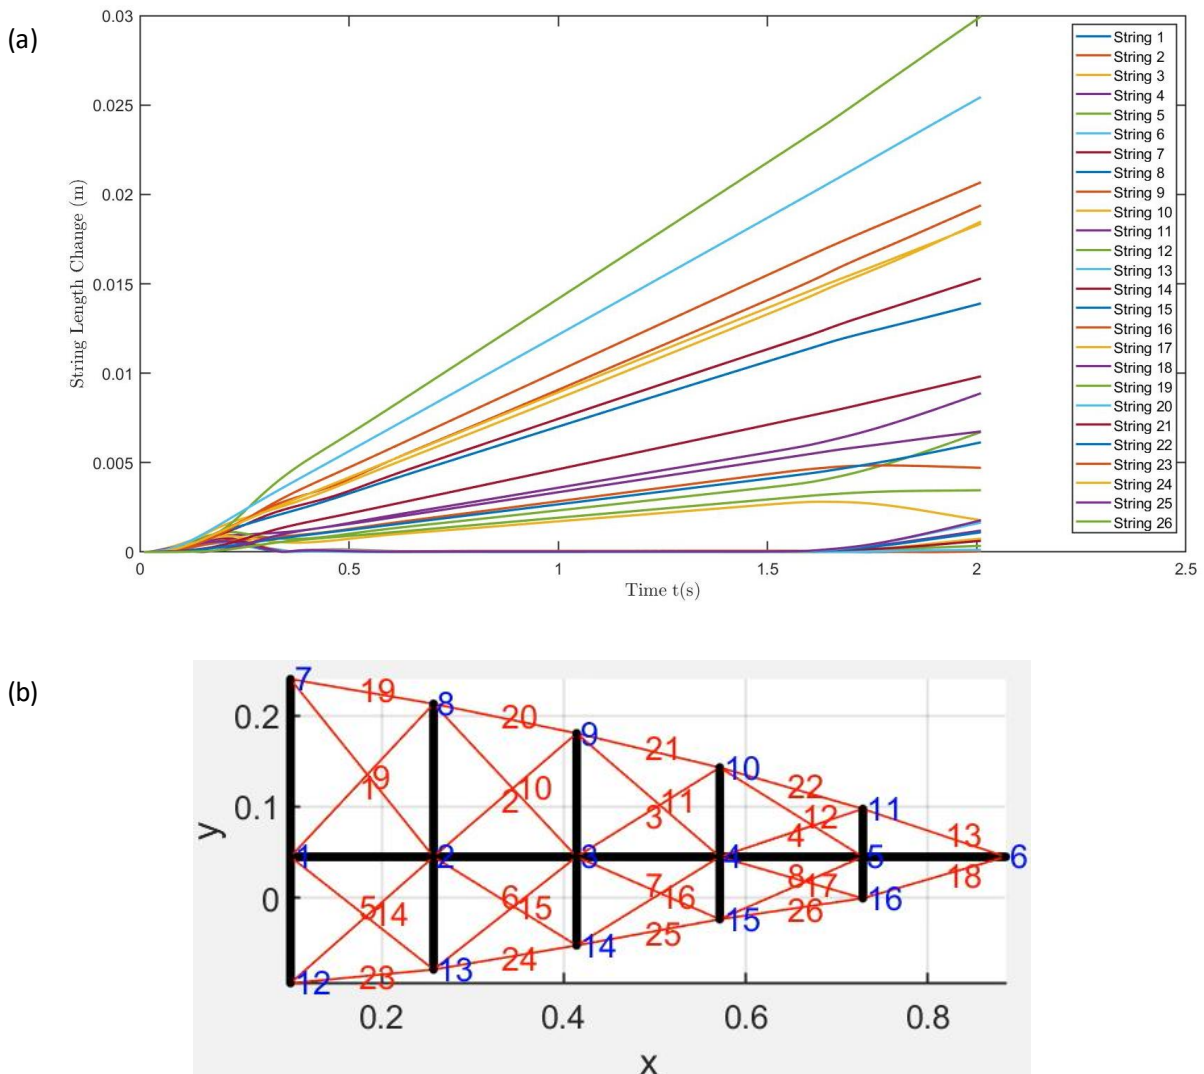 (a)
0.03
0.025
0.02
0.015
0.01
0.005
0
String Length Change (m)
0
0.5
1
1.5
2
2.5
Time t(s)
String 1
String 2
String 3
String 4
String 5
String 6
String 7
String 8
String 9
String 10
String 11
String 12
String 13
String 14
String 15
String 16
String 17
String 18
String 19
String 20
String 21
String 22
String 23
String 24
String 25
String 26
(b)
7
19
8
20
9
21
10
22
11
13
6
0.2
0.1
0
y
9
1
10
2
11
3
12
4
1
2
3
4
5
5
14
6
15
7
16
8
17
18
12
23
13
24
14
25
15
26
16
0.2
0.4
0.6
0.8
x